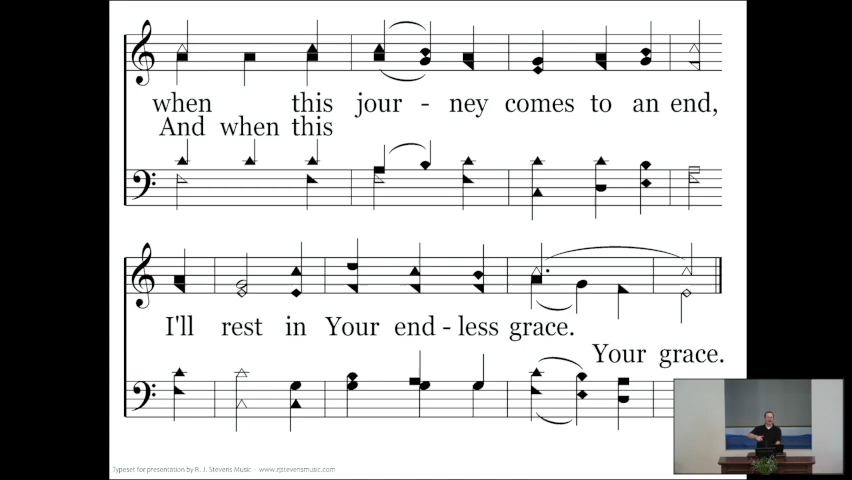 when this jour - ney comes to an end,
And when this
I'll rest in Your end - less grace.
Your grace.
Typeset for presentation by R. J. Stevens Music - www.rjstevensmusic.com